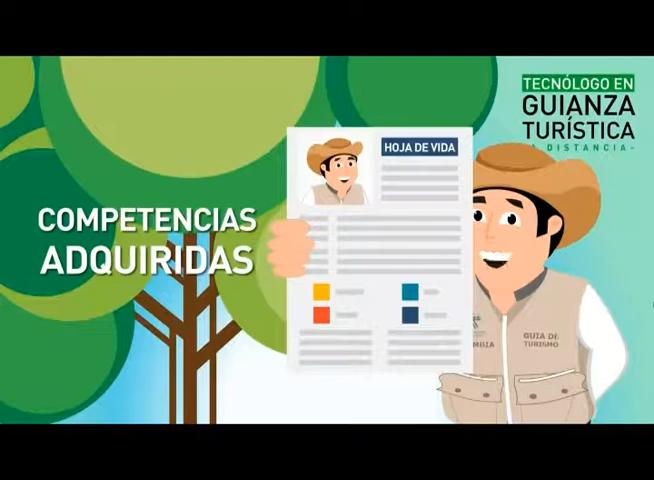 TECNÓLOGO EN
GUIANZA
TURÍSTICA
A DISTANCIA-
HOJA DE VIDA
COMPETENCIAS
ADQUIRIDAS
GUIA DE
TURISMO